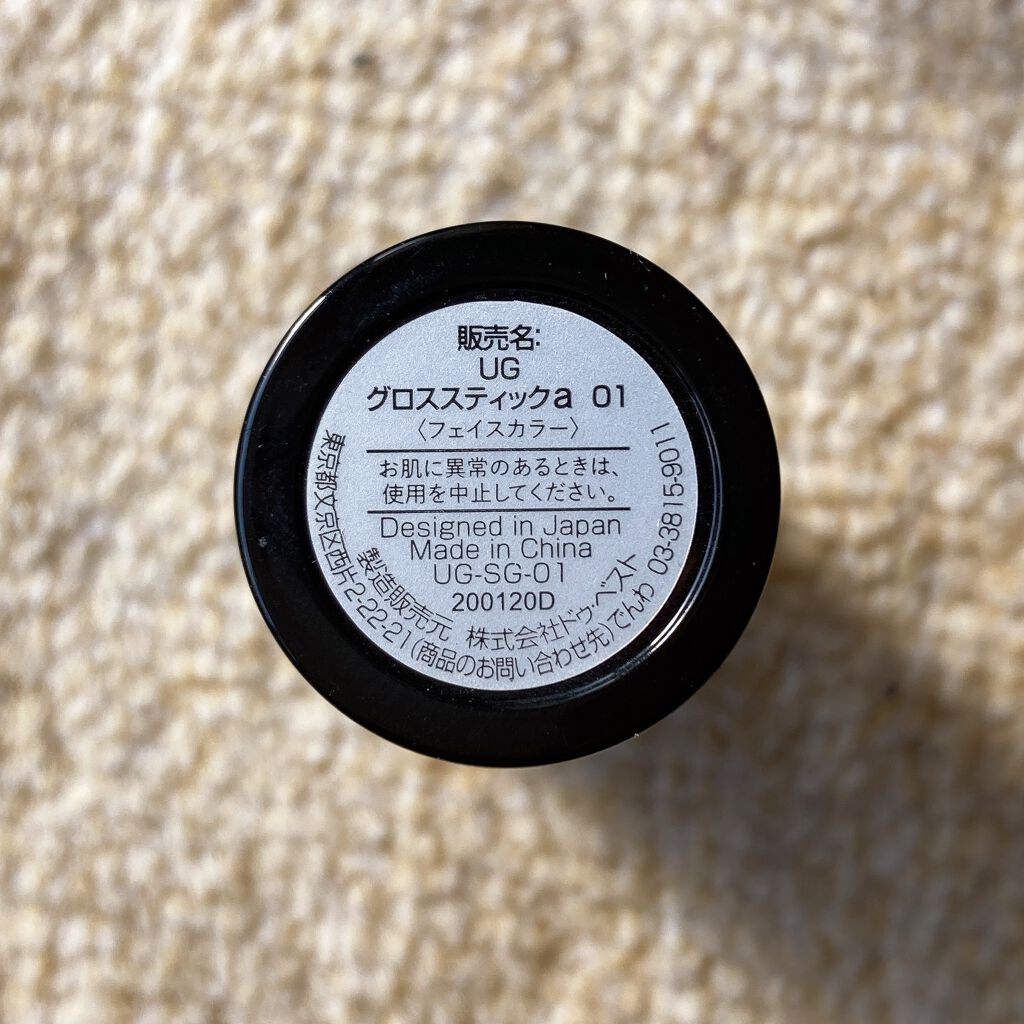 販売名:
UG
グロススティックa 01
〈フェイスカラー〉
お肌に異常のあるときは、
使用を中止してください。
Designed in Japan
Made in China
UG-SG-01
200120D
製造販売元 株式会社ドゥ・ベスト
東京都文京区西片2-22-21(商品のお問い合わせ先)でんわ 03-3815-9011